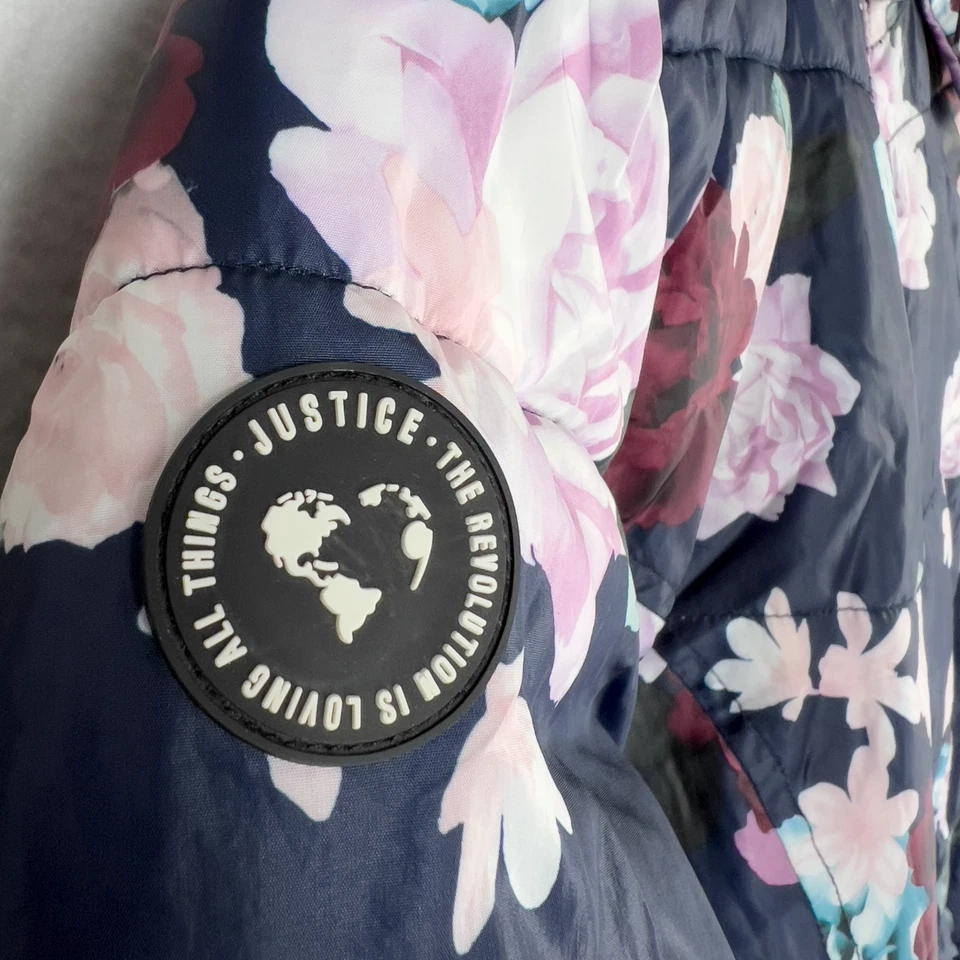 · JUSTICE ·
THE REVOLUTION IS LOVING ALL THINGS